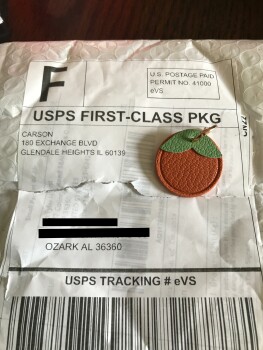 F
U.S. POSTAGE PAID
PERMIT NO. 41000
eVS
USPS FIRST-CLASS PKG
CARSON
180 EXCHANGE BLVD
GLENDALE HEIGHTS IL 60139
OZARK AL 36360
USPS TRACKING # eVS